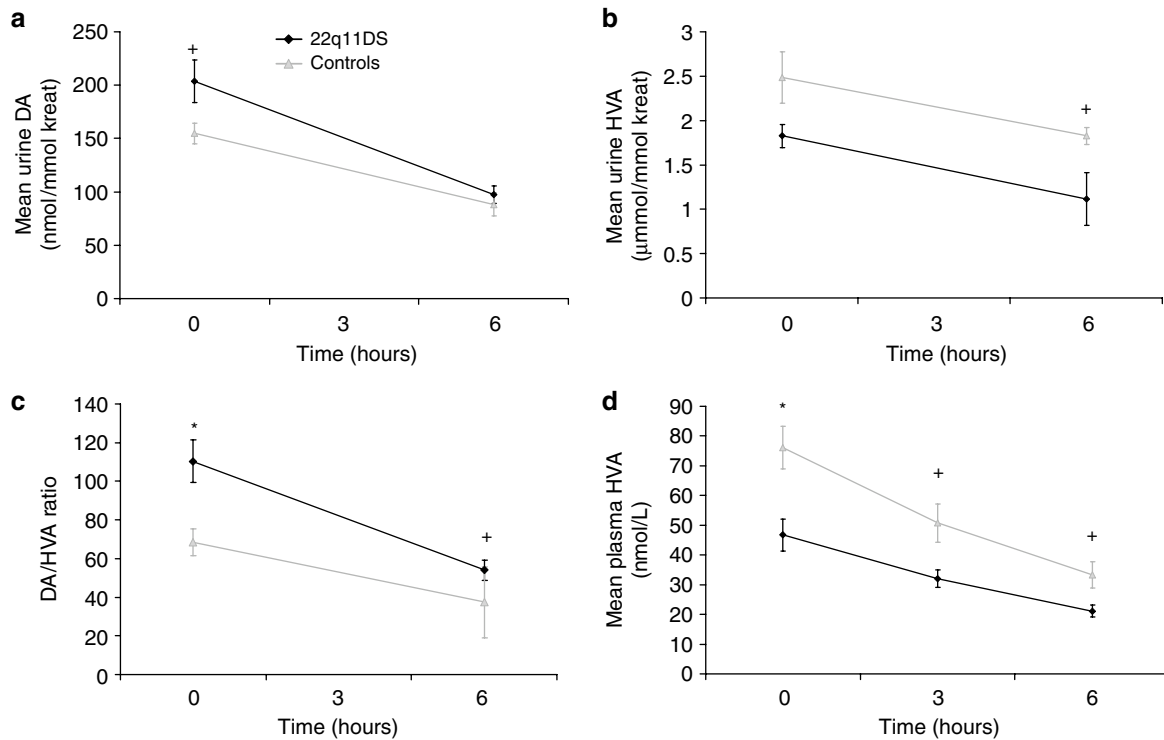 a
250
200
150
100
50
0
Mean urine DA
(nmol/mmol kreat)
+
22q11DS
Controls
0 3 6
Time (hours)
b
3
2.5
2
1.5
1
0.5
0
Mean urine HVA
(μmmol/mmol kreat)
+
0 3 6
Time (hours)
c
140
120
100
80
60
40
20
0
DA/HVA ratio
*
+
0 3 6
Time (hours)
d
90
80
70
60
50
40
30
20
10
0
Mean plasma HVA
(nmol/L)
*
+
+
0 3 6
Time (hours)